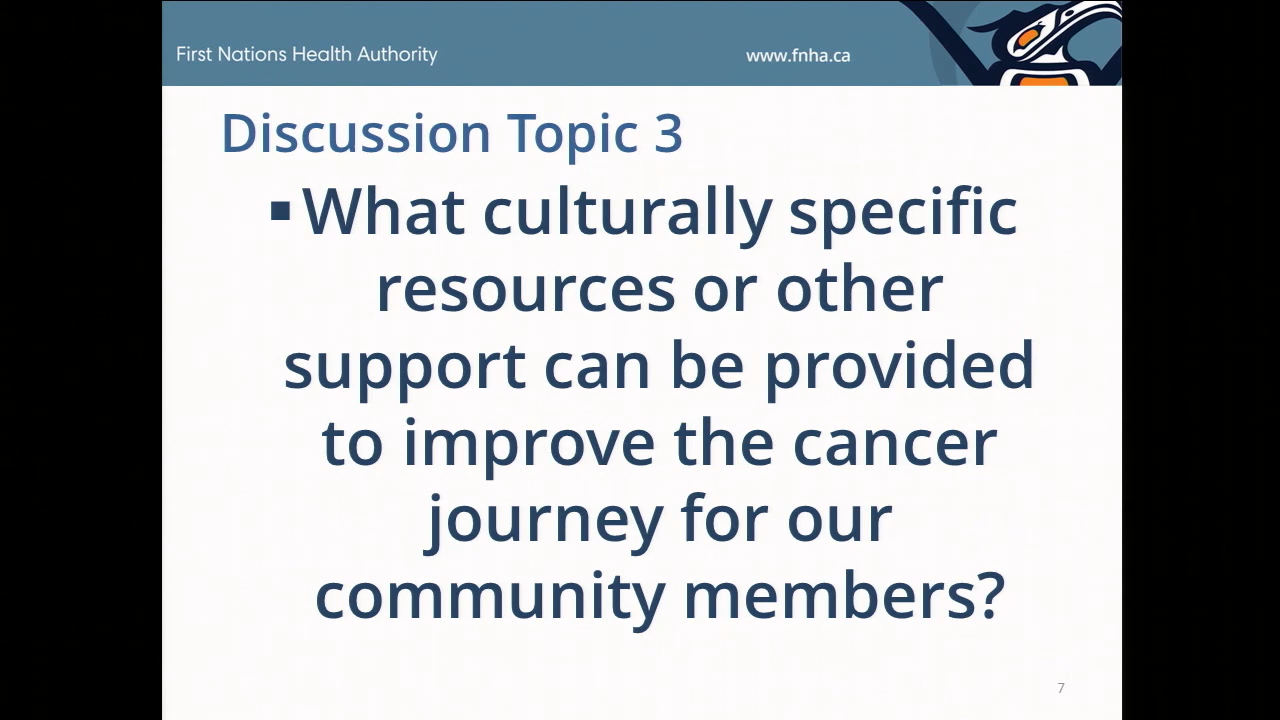 First Nations Health Authority
www.fnha.ca
Discussion Topic 3
▪ What culturally specific
resources or other
support can be provided
to improve the cancer
journey for our
community members?
7